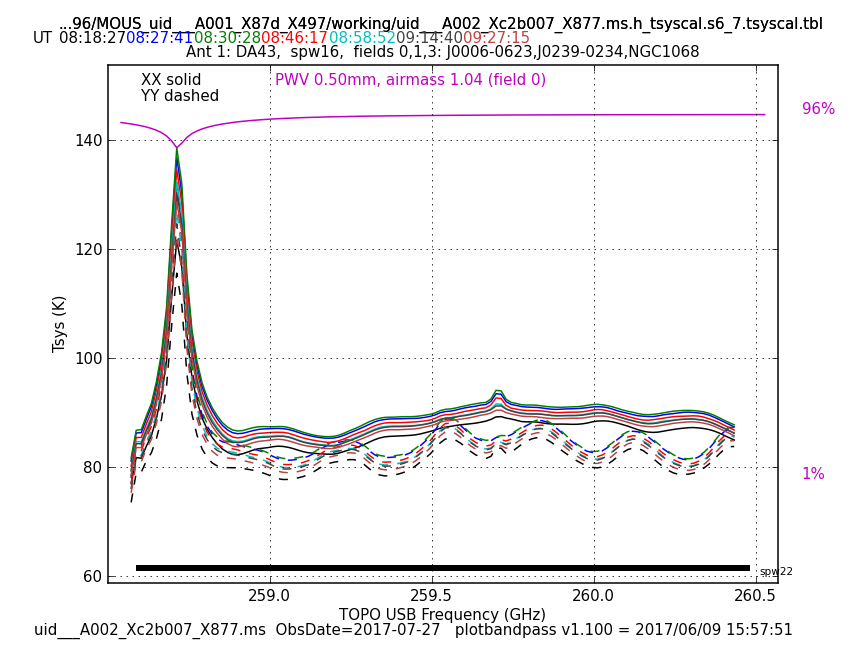 ...96/MOUS_uid___A001_X87d_X497/working/uid___A002_Xc2b007_X877.ms.h_tsyscal.s6_7.tsyscal.tbl
UT 08:18:27 08:27:41 08:30:28 08:46:17 08:58:52 09:14:40 09:27:15
Ant 1: DA43, spw16, fields 0,1,3: J0006-0623,J0239-0234,NGC1068
XX solid
YY dashed
PWV 0.50mm, airmass 1.04 (field 0)
96%
140
120
100
80
60
Tsys (K)
1%
spw22
259.0 259.5 260.0 260.5
TOPO USB Frequency (GHz)
uid___A002_Xc2b007_X877.ms ObsDate=2017-07-27 plotbandpass v1.100 = 2017/06/09 15:57:51